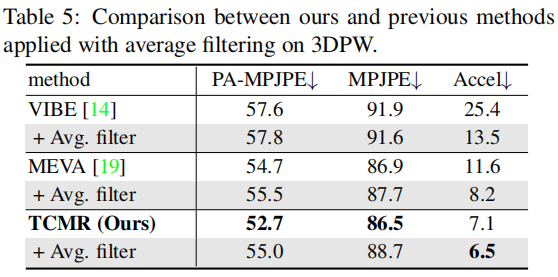 Table 5: Comparison between ours and previous methods
applied with average filtering on 3DPW.
method PA-MPJPE↓ MPJPE↓ Accel↓
VIBE [14] 57.6 91.9 25.4
+ Avg. filter 57.8 91.6 13.5
MEVA [19] 54.7 86.9 11.6
+ Avg. filter 55.5 87.7 8.2
TCMR (Ours) 52.7 86.5 7.1
+ Avg. filter 55.0 88.7 6.5